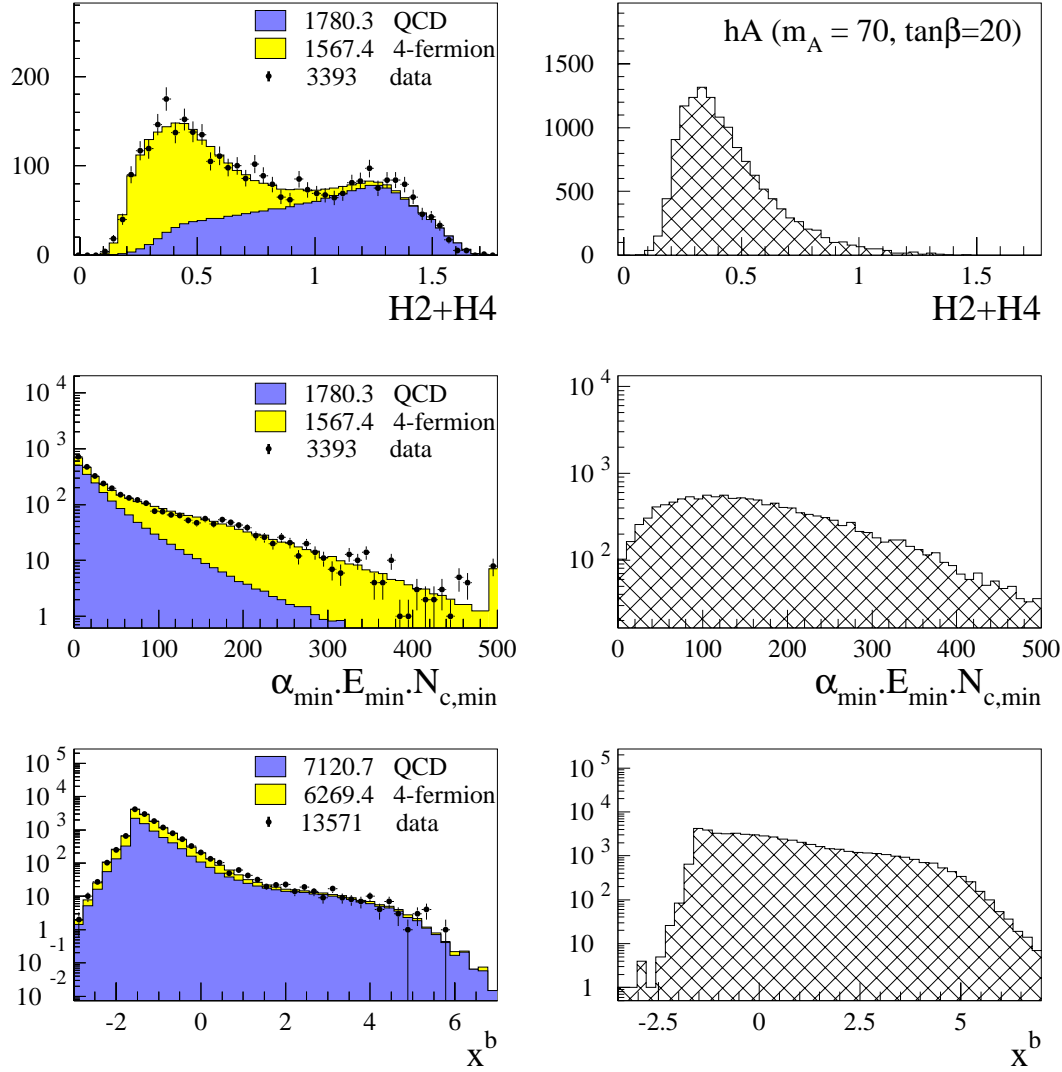 1780.3 QCD
1567.4 4-fermion
3393 data
200
100
0
0 0.5 1 1.5
H2+H4
hA (m_A = 70, tanβ=20)
1500
1000
500
0
0 0.5 1 1.5
H2+H4
1780.3 QCD
1567.4 4-fermion
3393 data
10^4
10^3
10^2
10
1
0 100 200 300 400 500
α_min.E_min.N_c,min
10^4
10^3
10^2
0 100 200 300 400 500
α_min.E_min.N_c,min
7120.7 QCD
6269.4 4-fermion
13571 data
10^5
10^4
10^3
10^2
10
1
10^-1
10^-2
10
-2 0 2 4 6
x^b
10^5
10^4
10^3
10^2
10
1
-2.5 0 2.5 5
x^b